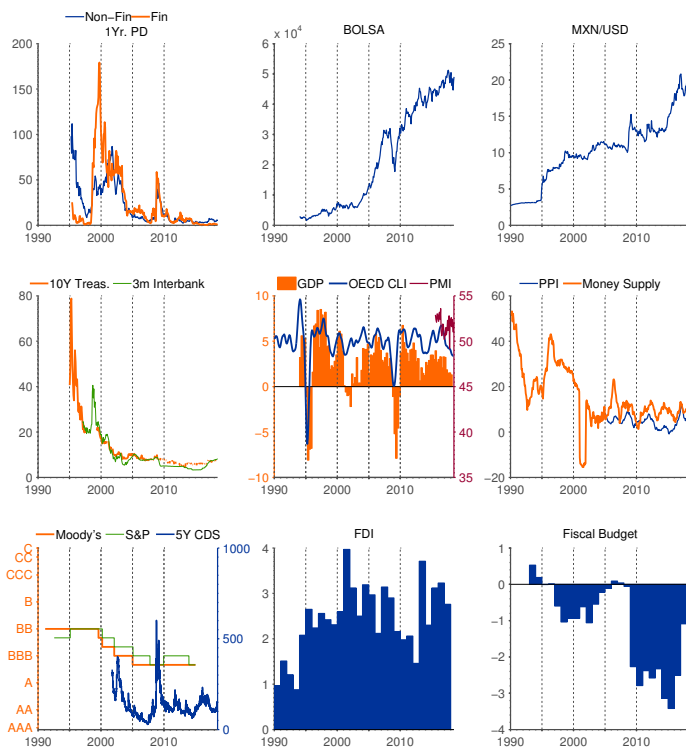 Non−Fin Fin
1Yr. PD
200
150
100
50
0
1990 2000 2010
BOLSA
6 x 10⁴
5
4
3
2
1
0
1990 2000 2010
MXN/USD
25
20
15
10
5
0
1990 2000 2010
10Y Treas. 3m Interbank
80
60
40
20
0
1990 2000 2010
GDP OECD CLI PMI
10 55
5 50
0 45
−5 40
−10 35
1990 2000 2010
PPI Money Supply
60
40
20
0
−20
1990 2000 2010
Moody's S&P 5Y CDS
C 1000
CC
CCC
B
BB 500
BBB
A
AA
AAA 0
1990 2000 2010
FDI
4
3
2
1
0
1990 2000 2010
Fiscal Budget
1
0
−1
−2
−3
−4
1990 2000 2010